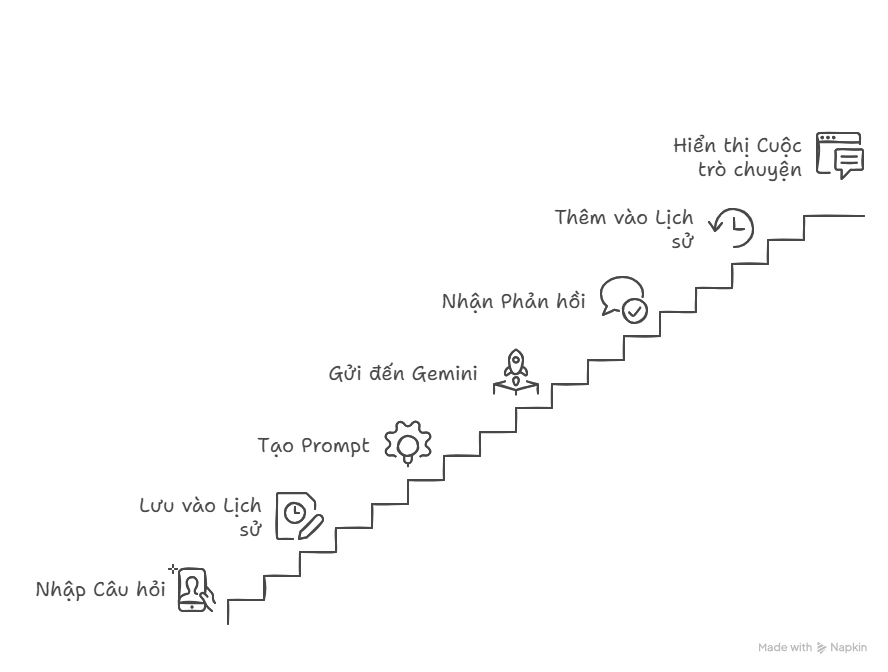 Hiển thị Cuộc
trò chuyện
Thêm vào Lịch
sử
Nhận Phản hồi
Gửi đến Gemini
Tạo Prompt
Lưu vào Lịch
sử
Nhập Câu hỏi
Made with Napkin